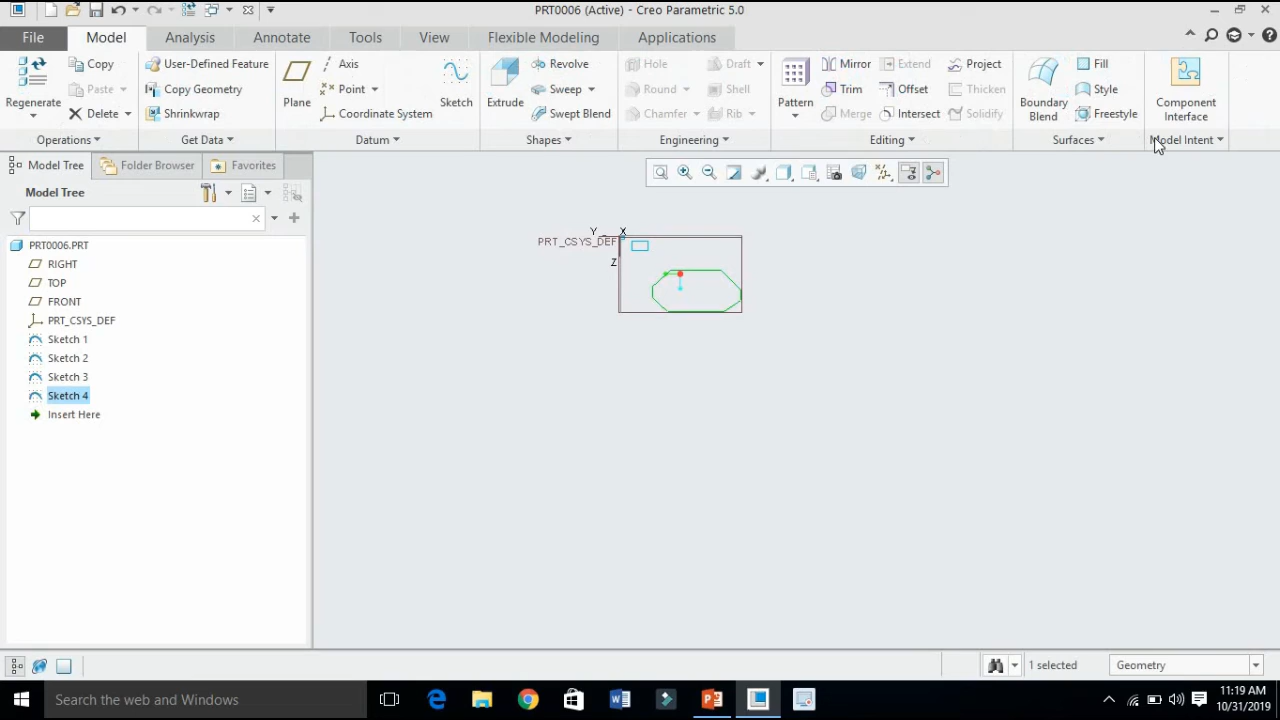 PRT0006 (Active) - Creo Parametric 5.0
File Model Analysis Annotate Tools View Flexible Modeling Applications
Regenerate
Copy
Paste
Delete
Operations
User-Defined Feature
Copy Geometry
Shrinkwrap
Get Data
Plane
Axis
Point
Coordinate System
Sketch
Datum
Extrude
Revolve
Sweep
Swept Blend
Shapes
Hole
Round
Chamfer
Draft
Shell
Rib
Engineering
Pattern
Mirror
Trim
Merge
Extend
Offset
Intersect
Project
Thicken
Solidify
Editing
Boundary
Blend
Fill
Style
Freestyle
Surfaces
Component
Interface
Model Intent
Model Tree Folder Browser Favorites
Model Tree
PRT0006.PRT
RIGHT
TOP
FRONT
PRT_CSYS_DEF
Sketch 1
Sketch 2
Sketch 3
Sketch 4
Insert Here
Y X
PRT_CSYS_DEF
Z
1 selected
Geometry
Search the web and Windows
11:19 AM
10/31/2019